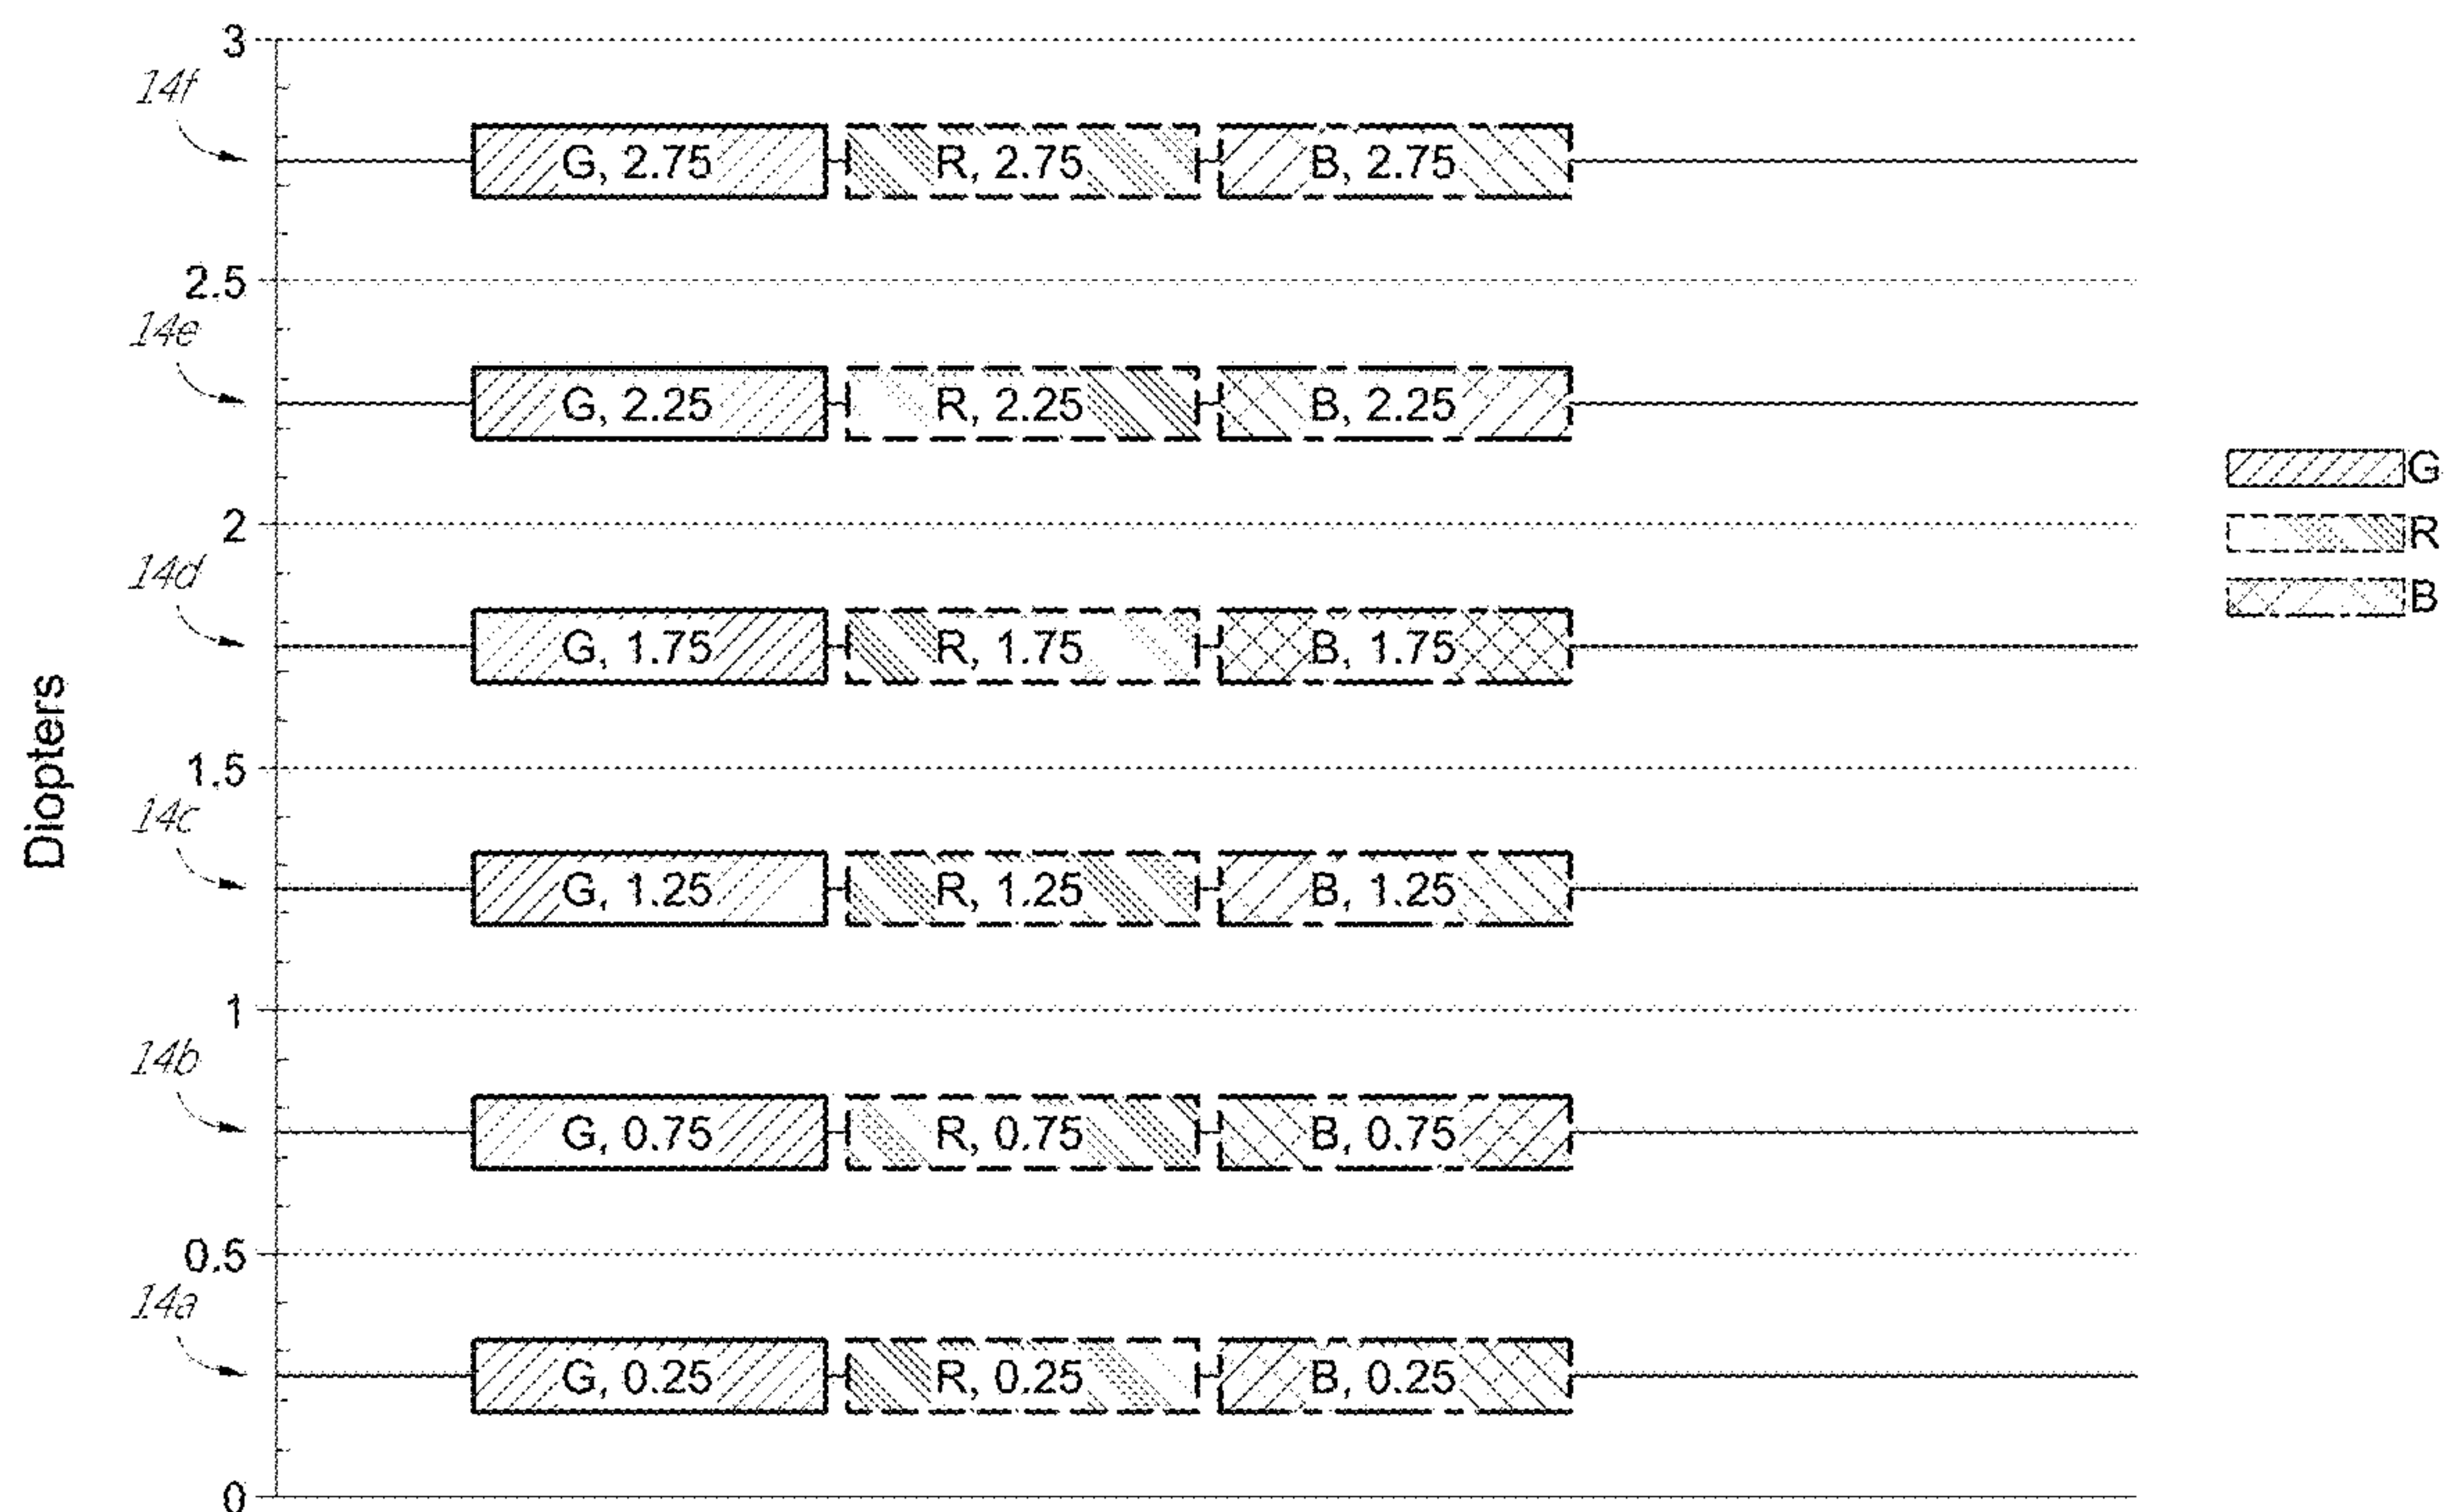 3
14f
G, 2.75 R, 2.75 B, 2.75
2.5
14e
G, 2.25 R, 2.25 B, 2.25
G
R
B
2
14d
G, 1.75 R, 1.75 B, 1.75
Diopters
1.5
14c
G, 1.25 R, 1.25 B, 1.25
1
14b
G, 0.75 R, 0.75 B, 0.75
0.5
14a
G, 0.25 R, 0.25 B, 0.25
0